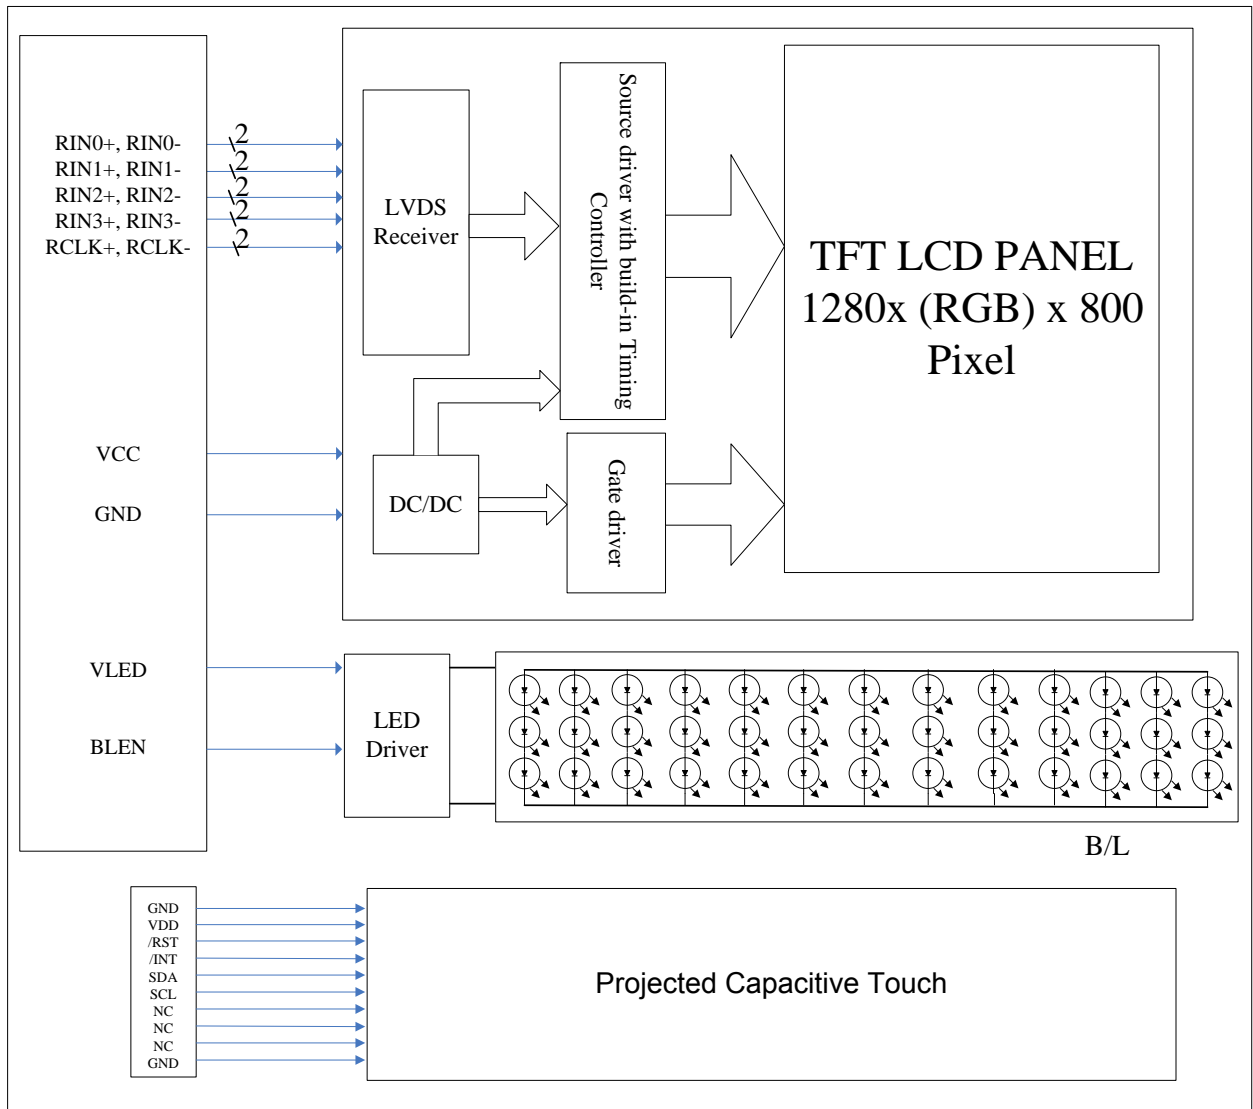 RIN0+, RIN0-
2
RIN1+, RIN1-
2
RIN2+, RIN2-
2
RIN3+, RIN3-
2
RCLK+, RCLK-
2
VCC
GND
VLED
BLEN
LVDS
Receiver
Source driver with build-in Timing
Controller
DC/DC
Gate driver
TFT LCD PANEL
1280x (RGB) x 800
Pixel
LED
Driver
B/L
GND
VDD
/RST
/INT
SDA
SCL
NC
NC
NC
GND
Projected Capacitive Touch